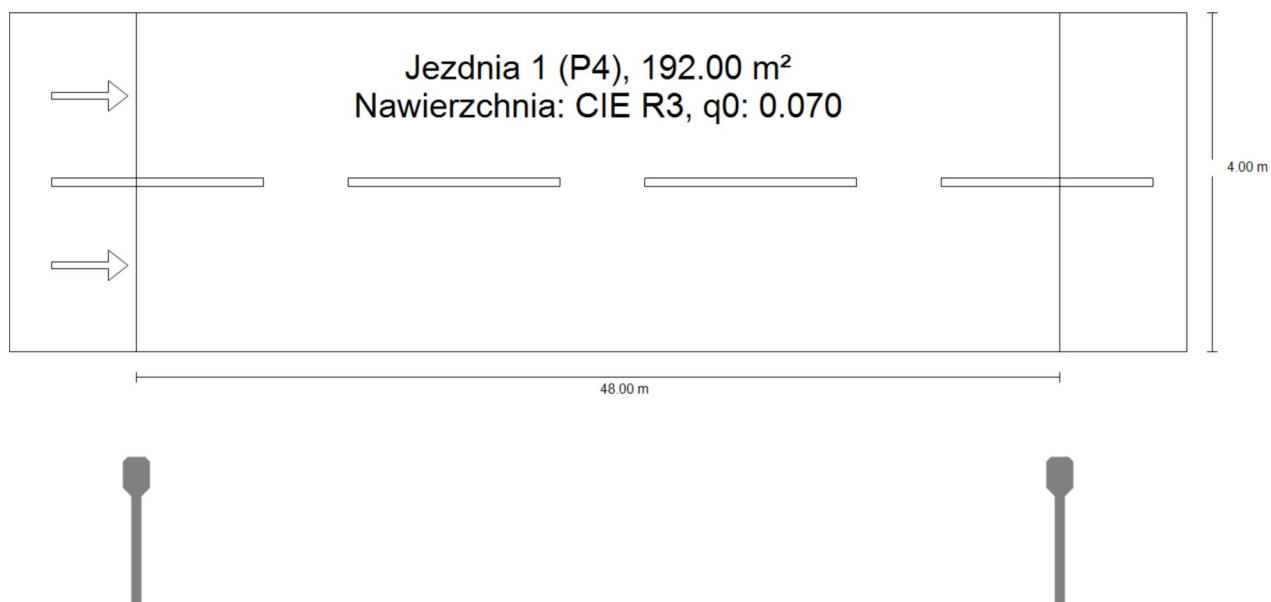 Jezdnia 1 (P4), 192.00 m²
Nawierzchnia: CIE R3, q0: 0.070
4.00 m
48.00 m